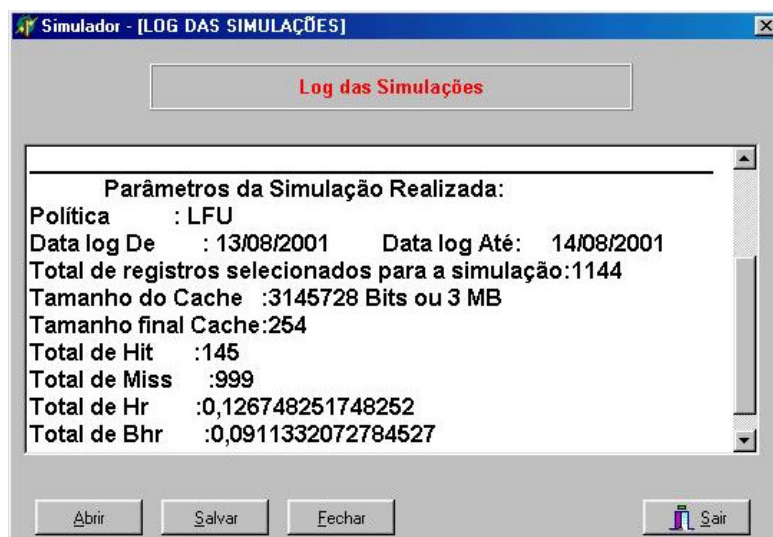 Simulador - [LOG DAS SIMULAÇÕES]
Log das Simulações
Parâmetros da Simulação Realizada:
Política : LFU
Data log De : 13/08/2001 Data log Até: 14/08/2001
Total de registros selecionados para a simulação:1144
Tamanho do Cache :3145728 Bits ou 3 MB
Tamanho final Cache:254
Total de Hit :145
Total de Miss :999
Total de Hr :0,126748251748252
Total de Bhr :0,0911332072784527
Abrir Salvar Fechar Sair